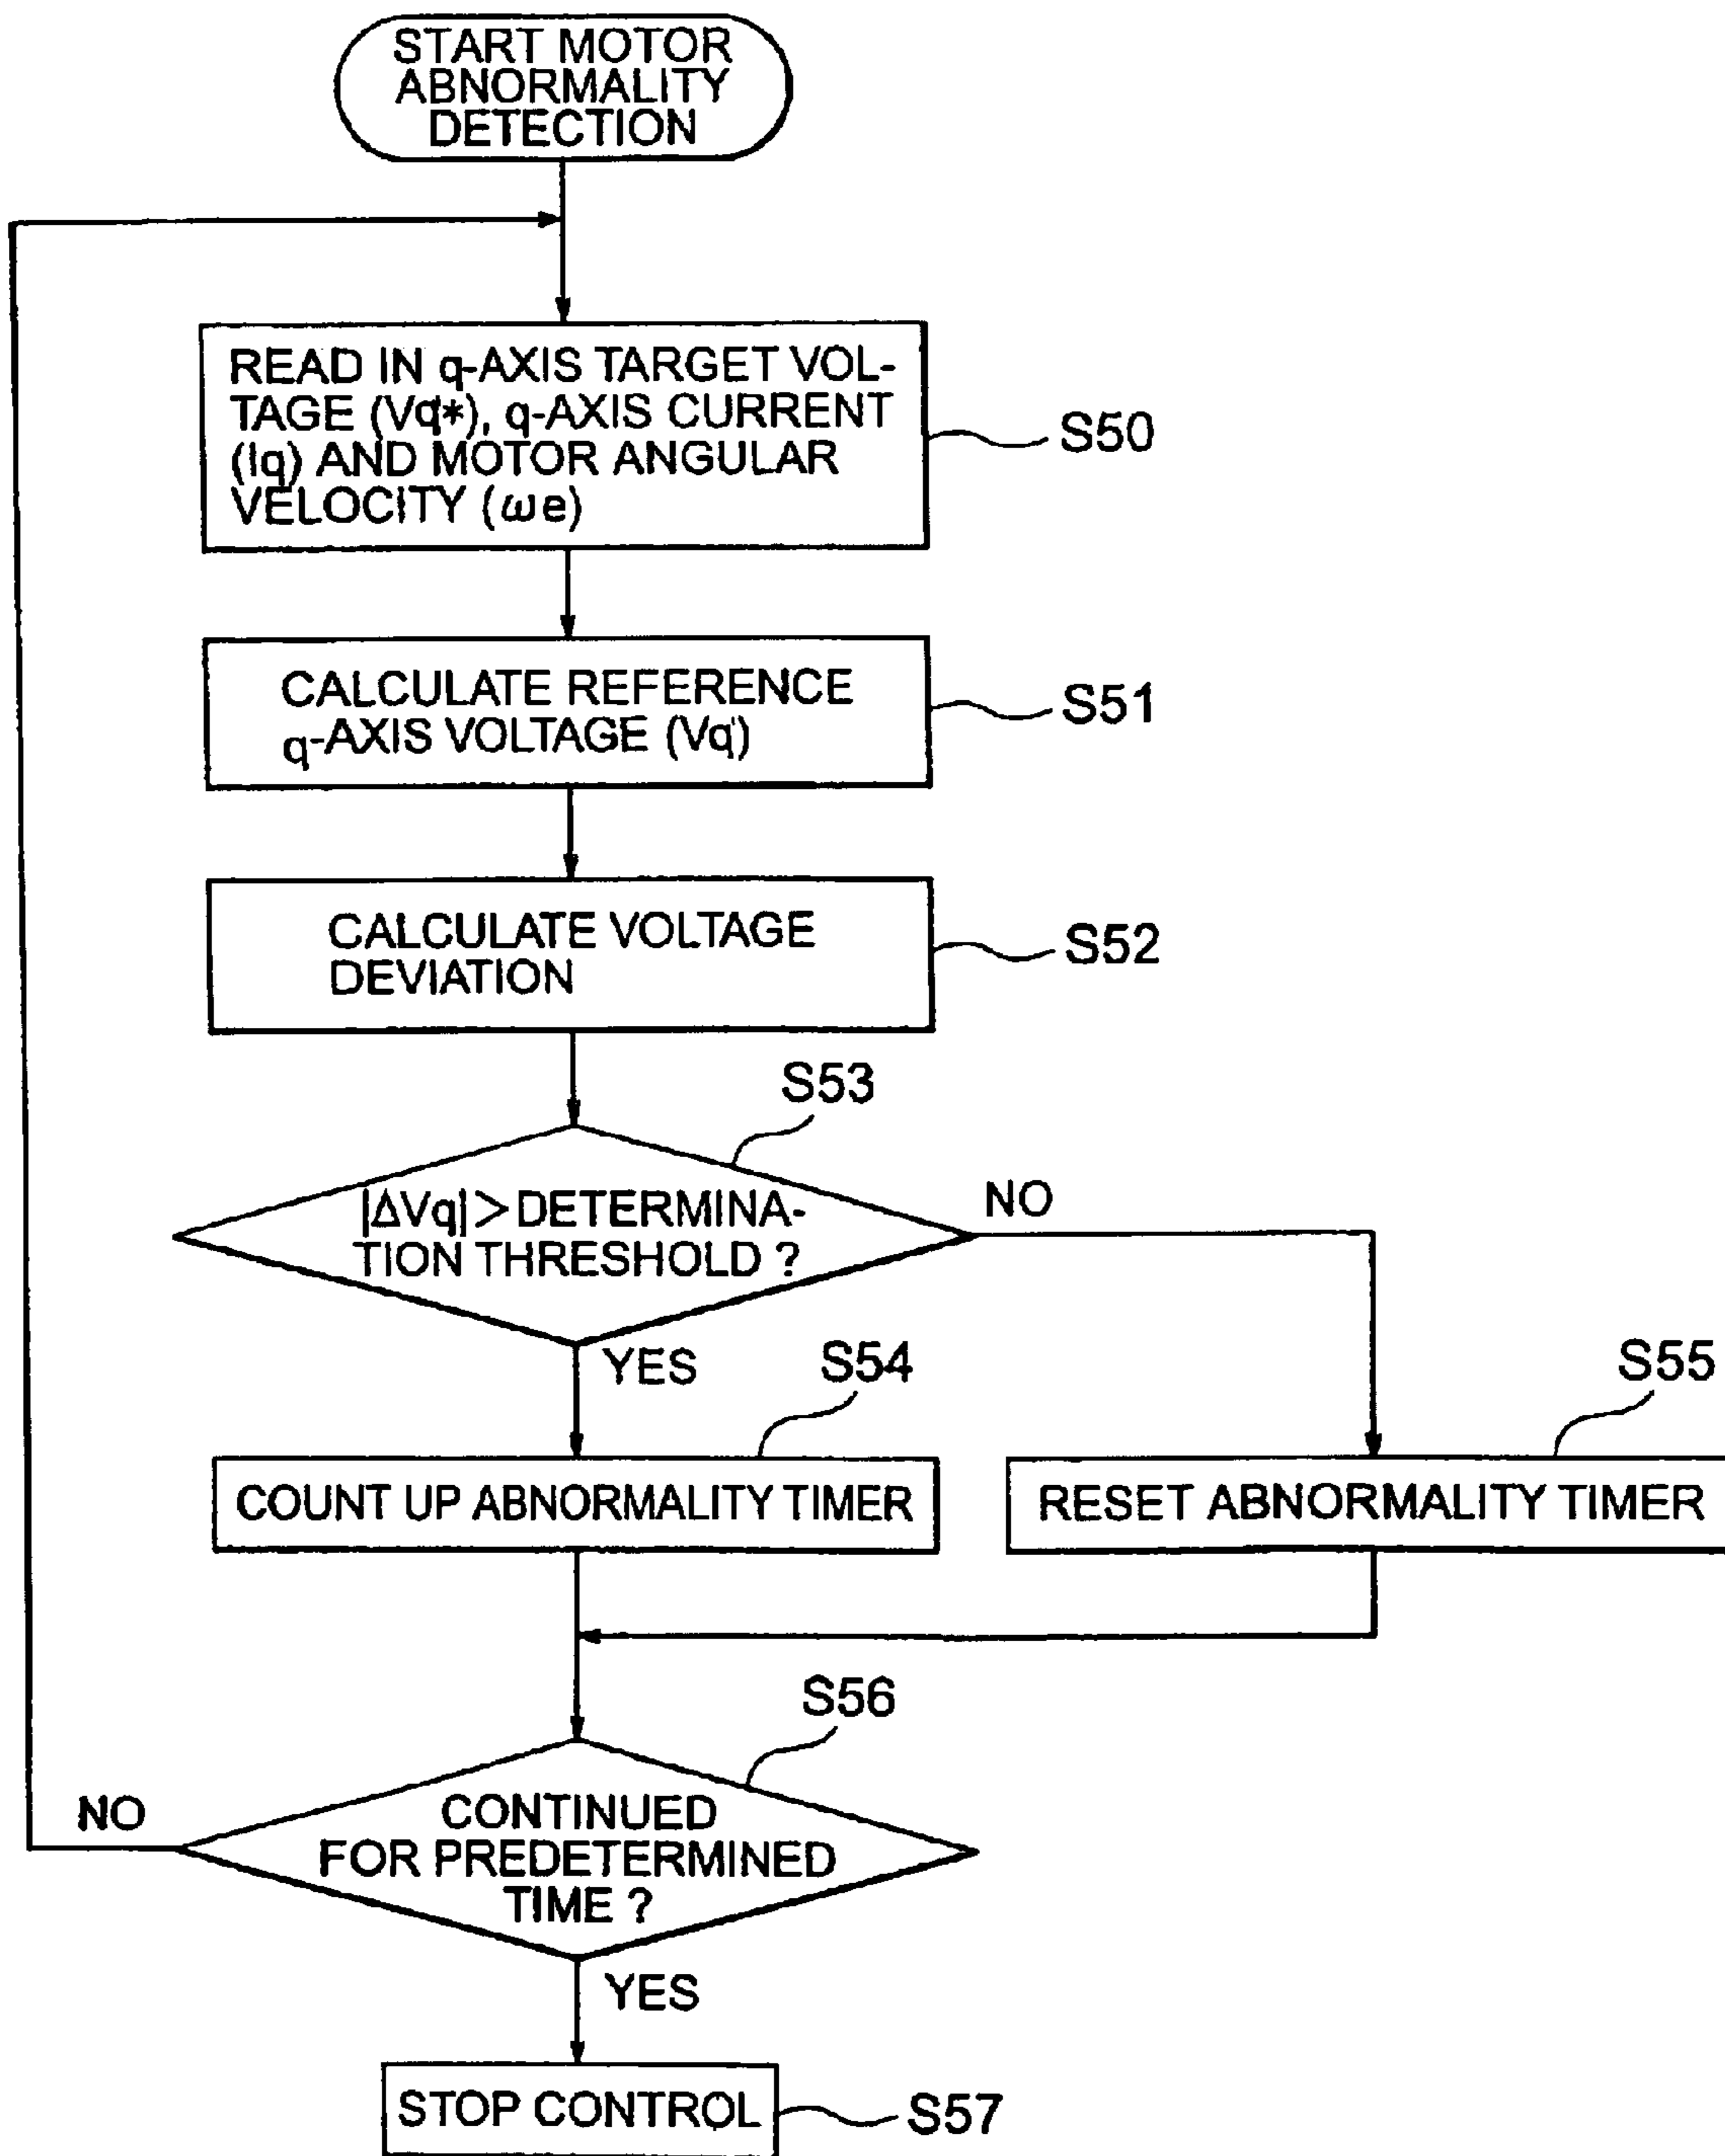 START MOTOR
ABNORMALITY
DETECTION
READ IN q-AXIS TARGET VOL-
TAGE (Vq*), q-AXIS CURRENT
(Iq) AND MOTOR ANGULAR
VELOCITY (ωe)
S50
CALCULATE REFERENCE
q-AXIS VOLTAGE (Vq')
S51
CALCULATE VOLTAGE
DEVIATION
S52
S53
|ΔVq|>DETERMINA-
TION THRESHOLD ?
NO
YES
S54
S55
COUNT UP ABNORMALITY TIMER
RESET ABNORMALITY TIMER
S56
NO
CONTINUED
FOR PREDETERMINED
TIME ?
YES
STOP CONTROL
S57